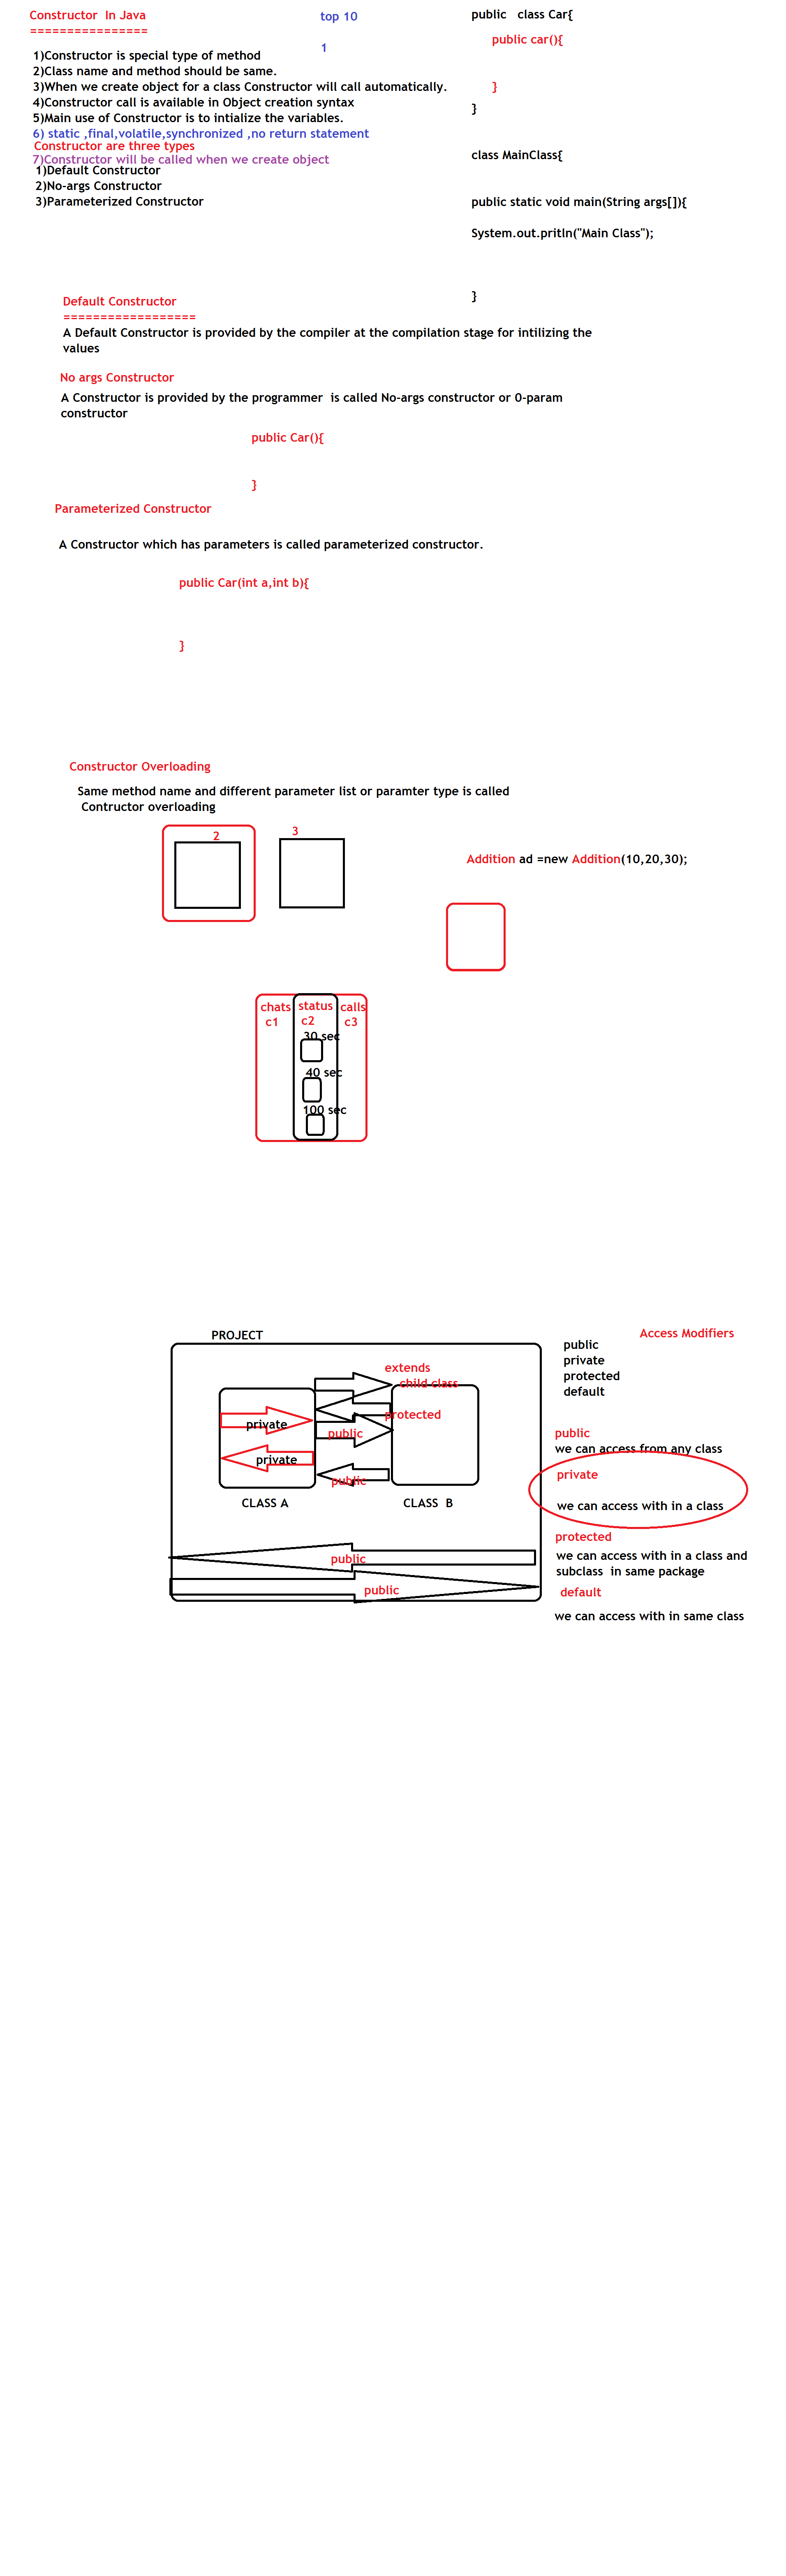 Constructor  In Java
================
top 10
1
1)Constructor is special type of method
2)Class name and method should be same.
3)When we create object for a class Constructor will call automatically.
4)Constructor call is available in Object creation syntax
5)Main use of Constructor is to intialize the variables.
6) static ,final,volatile,synchronized ,no return statement
Constructor are three types
7)Constructor will be called when we create object
1)Default Constructor
2)No-args Constructor
3)Parameterized Constructor
public   class Car{
public car(){
}
}
class MainClass{
public static void main(String args[]){
System.out.pritln("Main Class");
}
Default Constructor
==================
A Default Constructor is provided by the compiler at the compilation stage for intilizing the
values
No args Constructor
A Constructor is provided by the programmer  is called No-args constructor or 0-param
constructor
public Car(){
}
Parameterized Constructor
A Constructor which has parameters is called parameterized constructor.
public Car(int a,int b){
}
Constructor Overloading
Same method name and different parameter list or paramter type is called
Contructor overloading
2
3
Addition ad =new Addition(10,20,30);
chats status calls
c1 c2 c3
30 sec
40 sec
100 sec
PROJECT
extends
child class
protected
private
public
private
public
CLASS A
CLASS  B
public
public
Access Modifiers
public
private
protected
default
public
we can access from any class
private
we can access with in a class
protected
we can access with in a class and
subclass  in same package
default
we can access with in same class